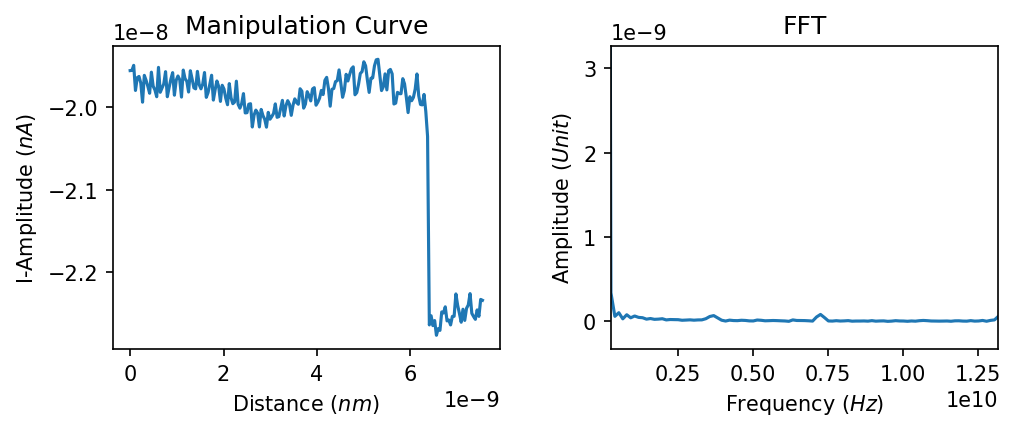 Manipulation Curve
1e−8
I-Amplitude (nA)
−2.0
−2.1
−2.2
0 2 4 6
1e−9
Distance (nm)
FFT
1e−9
Amplitude (Unit)
3
2
1
0
0.25 0.50 0.75 1.00 1.25
1e10
Frequency (Hz)